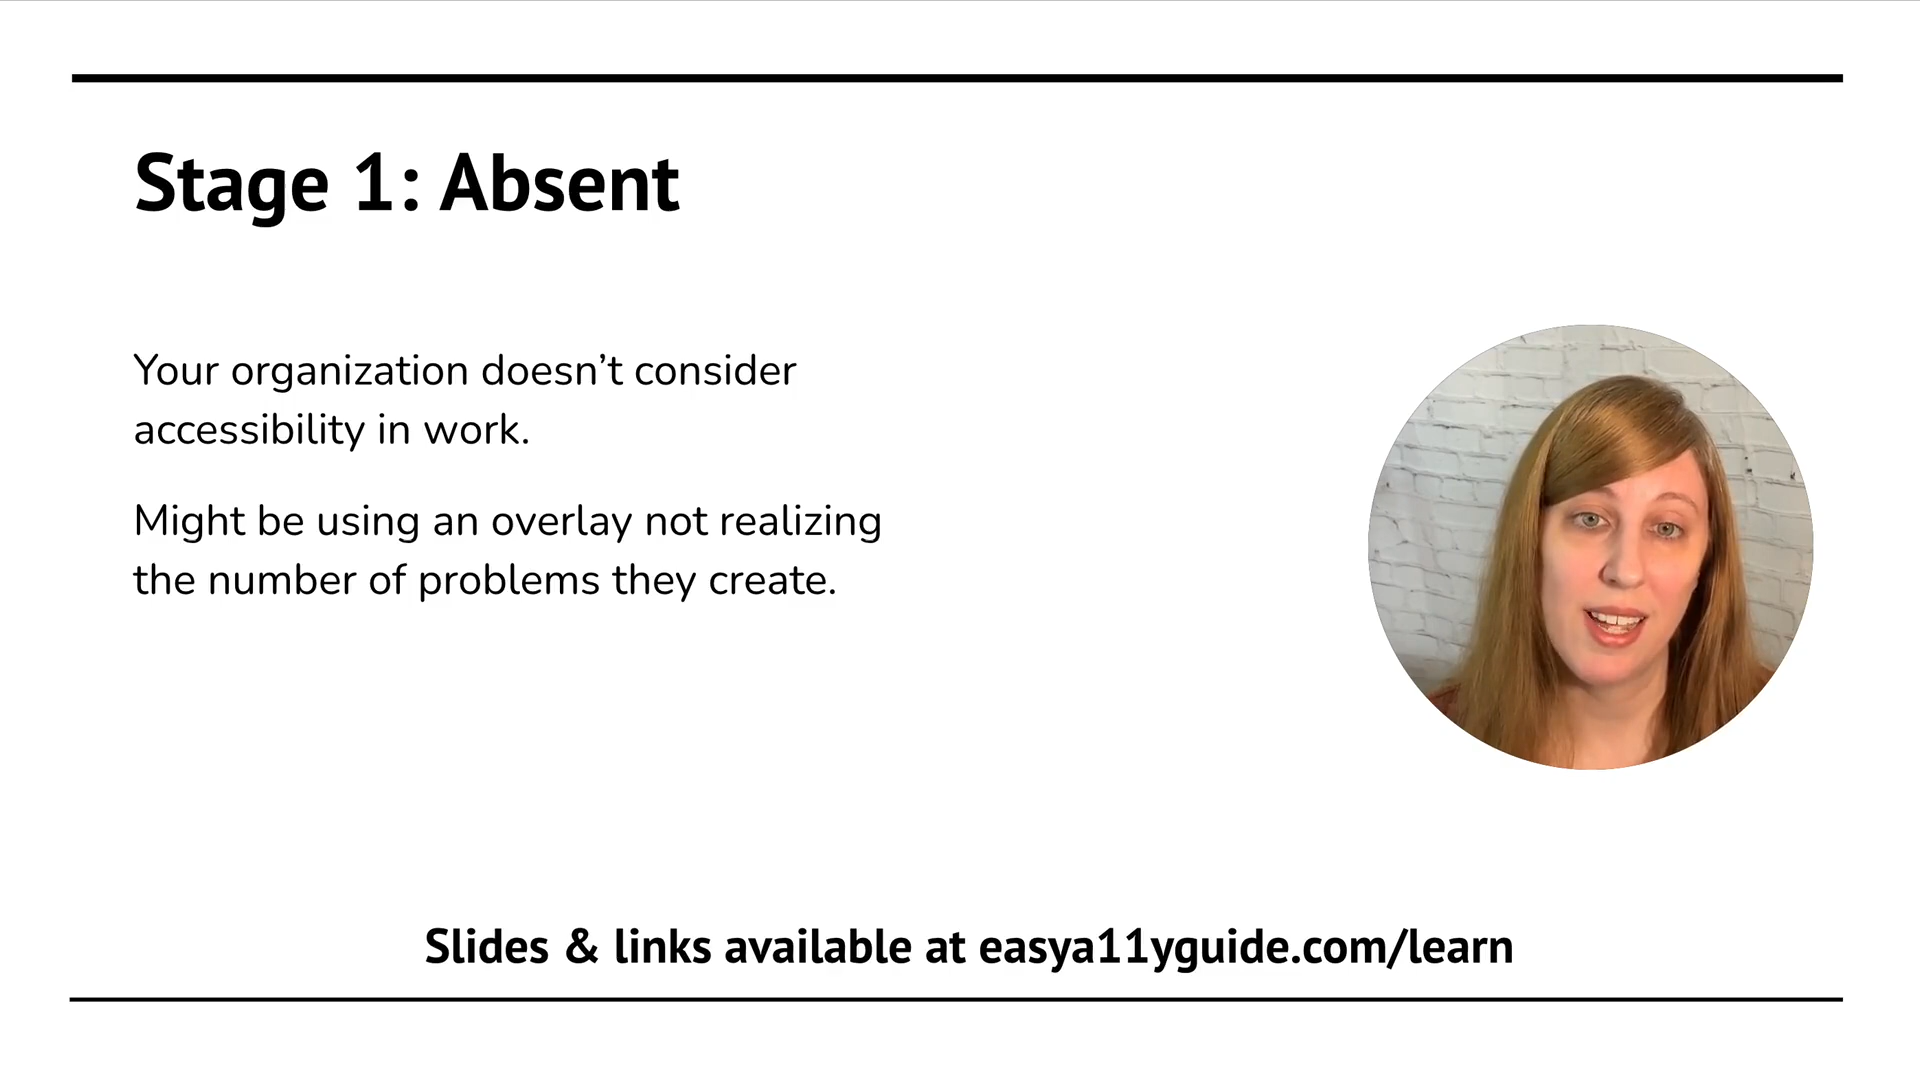 Stage 1: Absent
Your organization doesn’t consider
accessibility in work.
Might be using an overlay not realizing
the number of problems they create.
Slides & links available at easya11yguide.com/learn